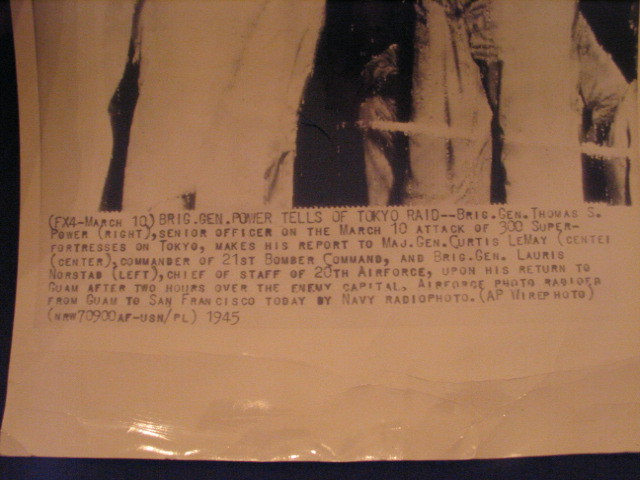 (FX4-MARCH 10) BRIG.GEN.POWER TELLS OF TOKYO RAID--BRIG.GEN.THOMAS S.
POWER (RIGHT),SENIOR OFFICER ON THE MARCH 10 ATTACK OF 300 SUPER-
FORTRESSES ON TOKYO, MAKES HIS REPORT TO MAJ.GEN.CURTIS LEMAY (CENTER
(CENTER),COMMANDER OF 21ST BOMBER COMMAND, AND BRIG.GEN. LAURIS
NORSTAD (LEFT),CHIEF OF STAFF OF 20TH AIRFORCE, UPON HIS RETURN TO
GUAM AFTER TWO HOURS OVER THE ENEMY CAPITAL. AIRFORCE PHOTO RADIOED
FROM GUAM TO SAN FRANCISCO TODAY BY NAVY RADIOPHOTO.(AP WIREPHOTO)
(NRW70900AF-USN/PL) 1945